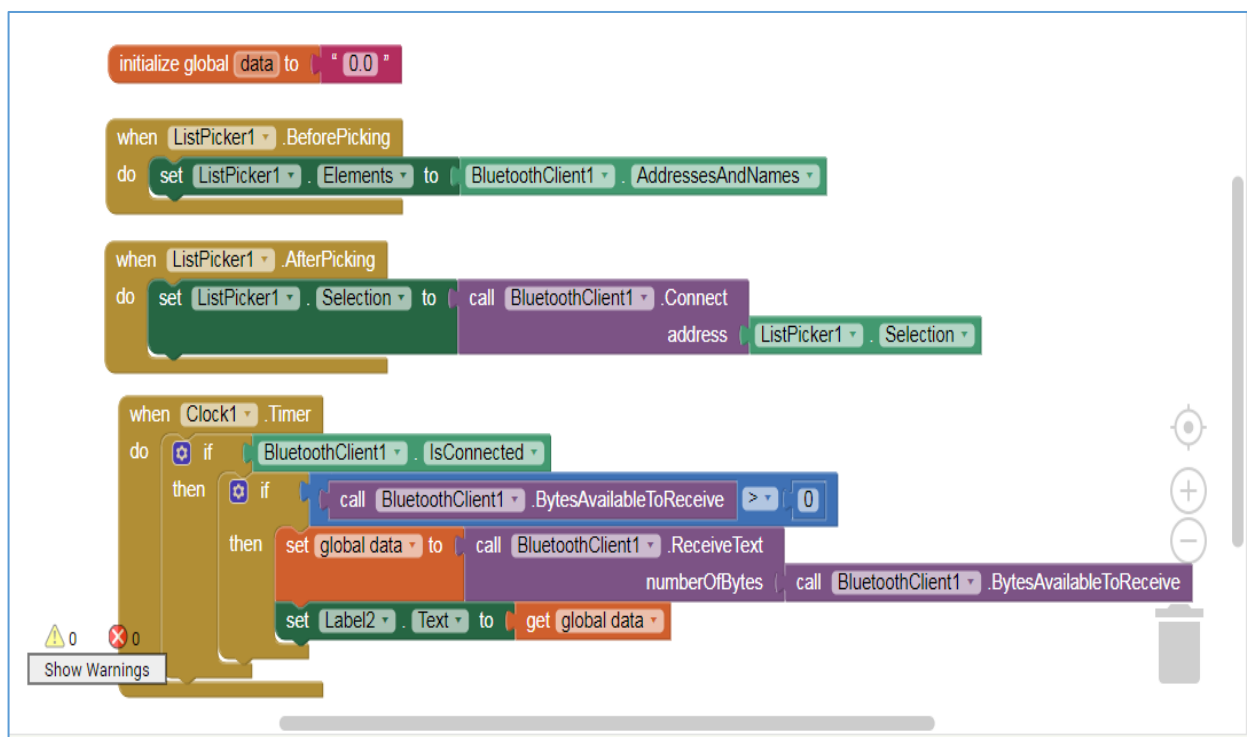 initialize global data to " 0.0 "
when ListPicker1 .BeforePicking
do set ListPicker1 . Elements to BluetoothClient1 . AddressesAndNames
when ListPicker1 .AfterPicking
do set ListPicker1 . Selection to call BluetoothClient1 .Connect
address ListPicker1 . Selection
when Clock1 .Timer
do if BluetoothClient1 . IsConnected
then if call BluetoothClient1 .BytesAvailableToReceive > 0
then set global data to call BluetoothClient1 .ReceiveText
numberOfBytes call BluetoothClient1 .BytesAvailableToReceive
set Label2 . Text to get global data
0 0
Show Warnings